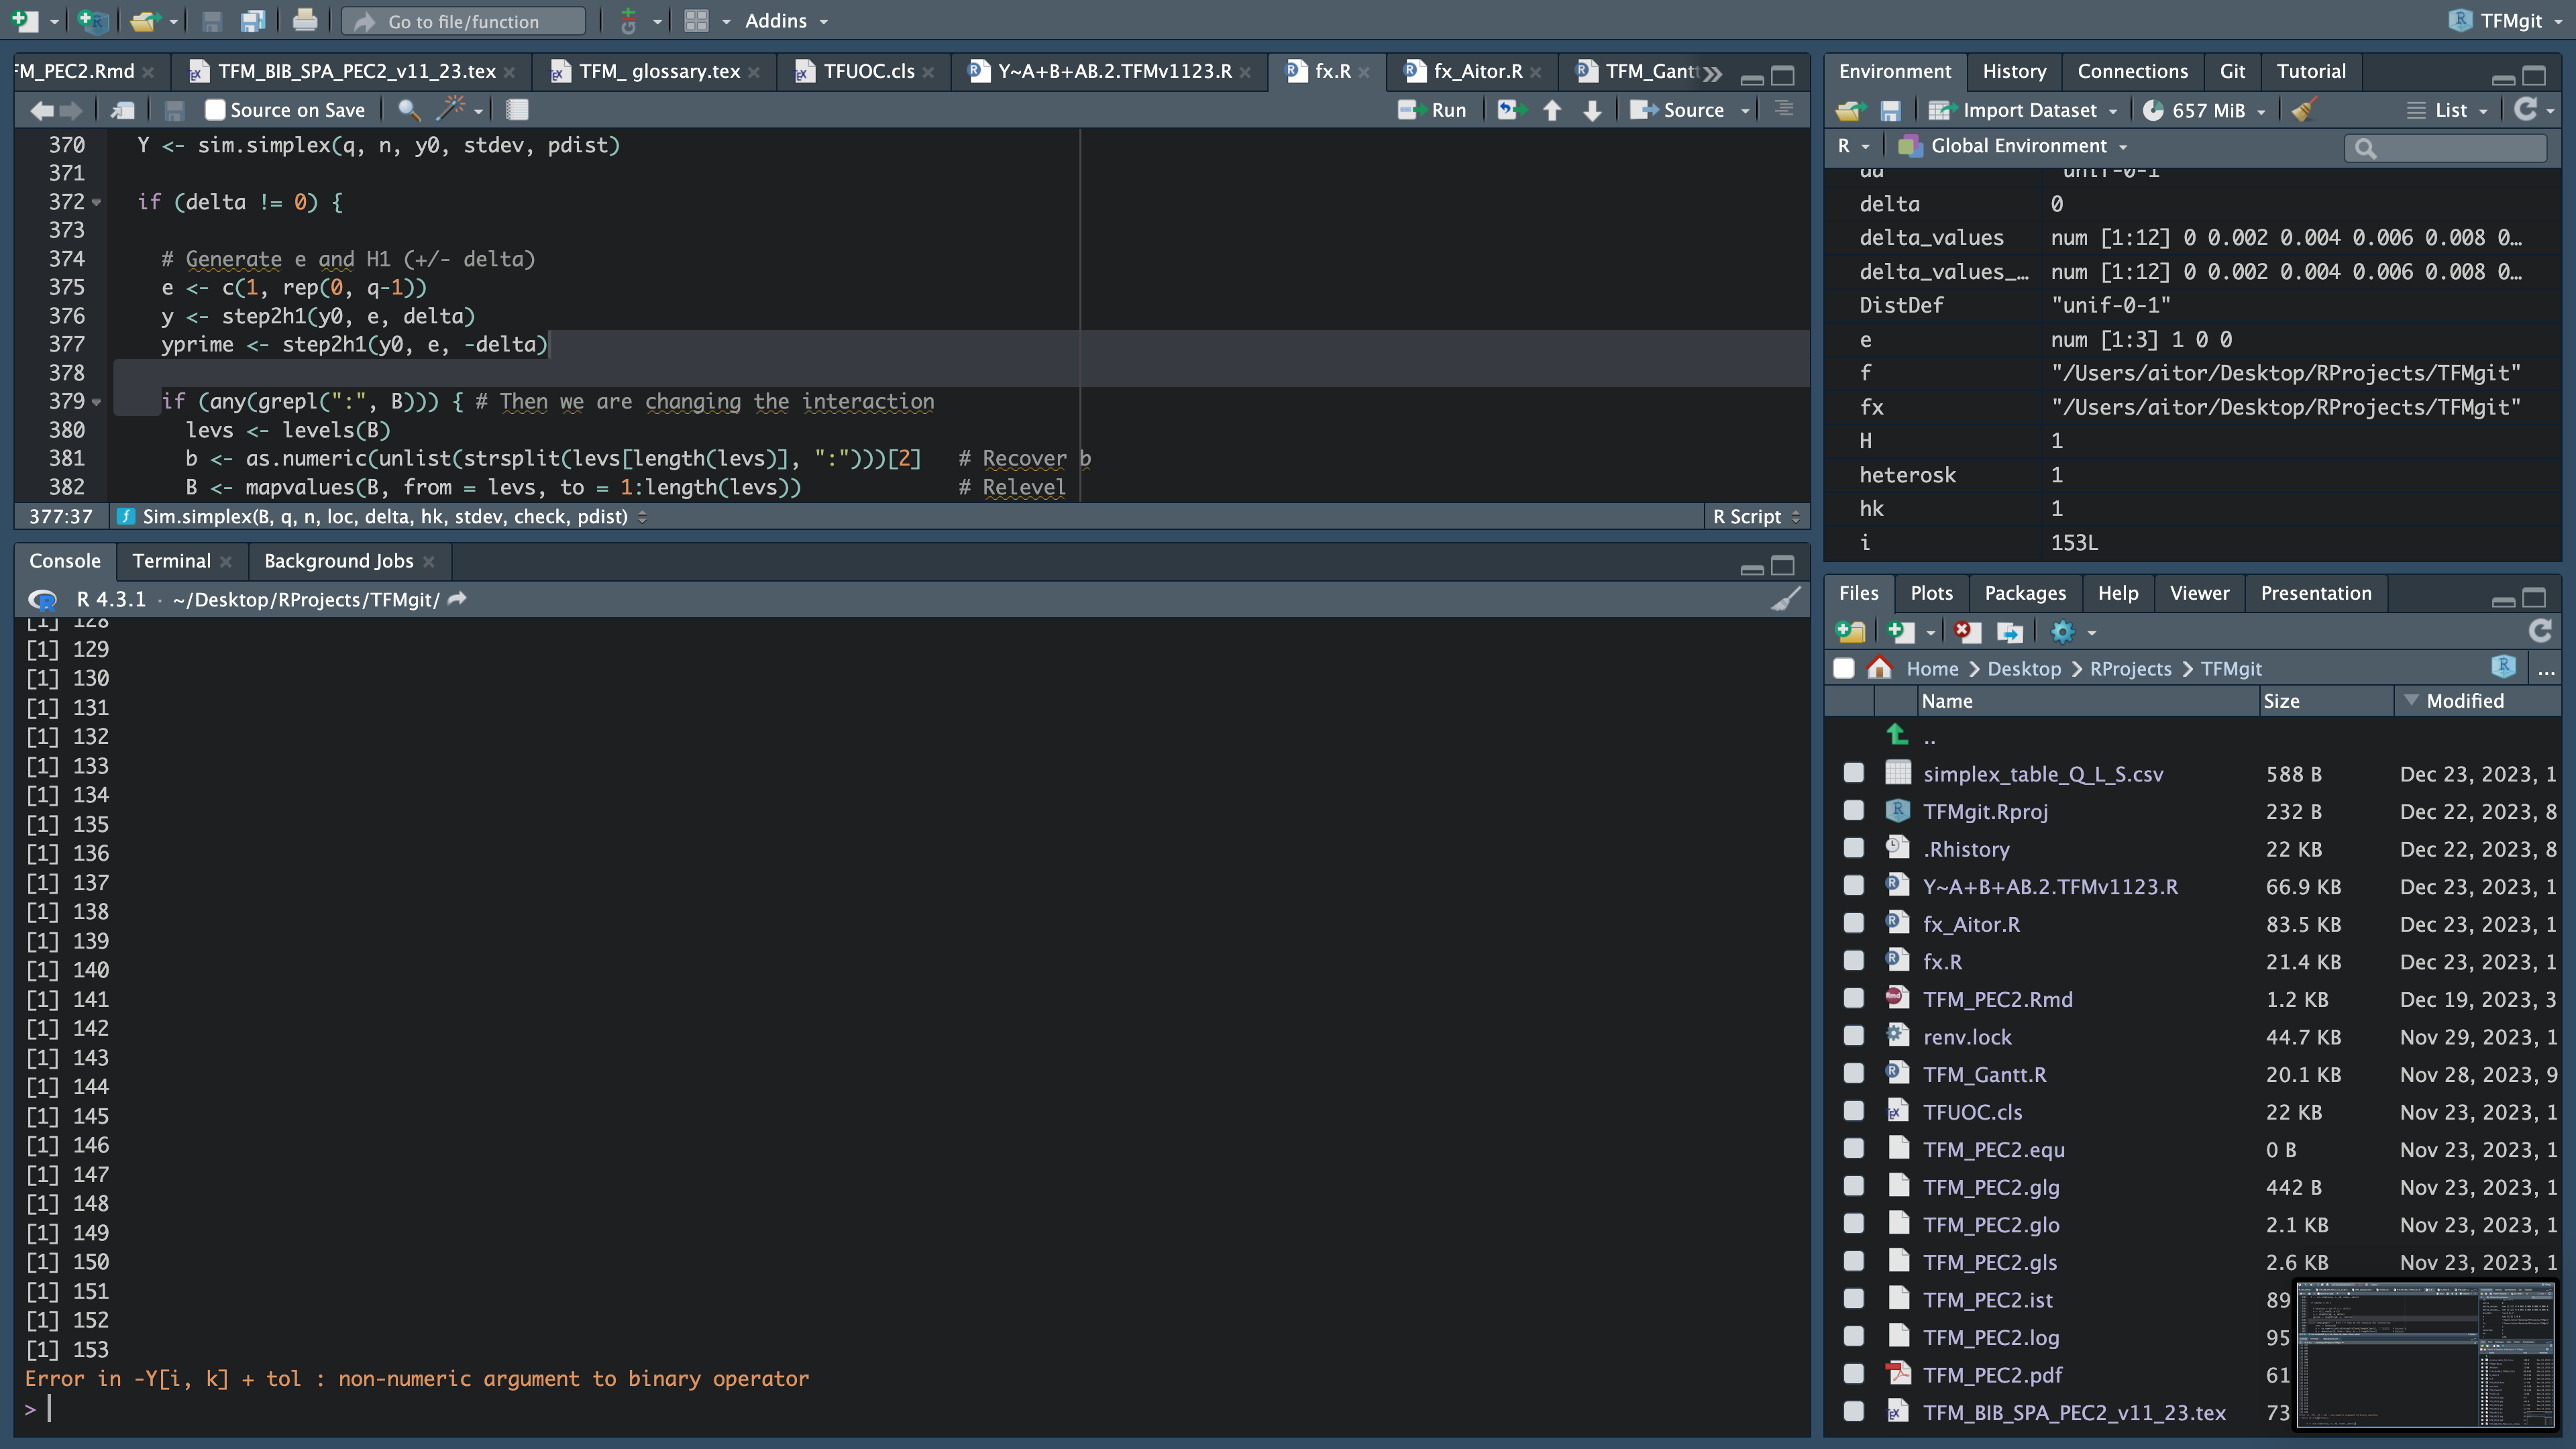 Go to file/function
Addins
TFMgit
FM_PEC2.Rmd
TFM_BIB_SPA_PEC2_v11_23.tex
TFM_ glossary.tex
TFUOC.cls
Y~A+B+AB.2.TFMv1123.R
fx.R
fx_Aitor.R
TFM_Gantt
Source on Save
Run
Source
370 Y <- sim.simplex(q, n, y0, stdev, pdist)
371
372 if (delta != 0) {
373
374 # Generate e and H1 (+/- delta)
375 e <- c(1, rep(0, q-1))
376 y <- step2h1(y0, e, delta)
377 yprime <- step2h1(y0, e, -delta)
378
379 if (any(grepl(":", B))) { # Then we are changing the interaction
380 levs <- levels(B)
381 b <- as.numeric(unlist(strsplit(levs[length(levs)], ":")))[2] # Recover b
382 B <- mapvalues(B, from = levs, to = 1:length(levs)) # Relevel
377:37 Sim.simplex(B, q, n, loc, delta, hk, stdev, check, pdist) R Script
Console Terminal Background Jobs
R 4.3.1 · ~/Desktop/RProjects/TFMgit/
[1] 128
[1] 129
[1] 130
[1] 131
[1] 132
[1] 133
[1] 134
[1] 135
[1] 136
[1] 137
[1] 138
[1] 139
[1] 140
[1] 141
[1] 142
[1] 143
[1] 144
[1] 145
[1] 146
[1] 147
[1] 148
[1] 149
[1] 150
[1] 151
[1] 152
[1] 153
Error in -Y[i, k] + tol : non-numeric argument to binary operator
>
Environment History Connections Git Tutorial
Import Dataset 657 MiB List
R Global Environment
dd "unif-0-1"
delta 0
delta_values num [1:12] 0 0.002 0.004 0.006 0.008 0…
delta_values_… num [1:12] 0 0.002 0.004 0.006 0.008 0…
DistDef "unif-0-1"
e num [1:3] 1 0 0
f "/Users/aitor/Desktop/RProjects/TFMgit"
fx "/Users/aitor/Desktop/RProjects/TFMgit"
H 1
heterosk 1
hk 1
i 153L
Files Plots Packages Help Viewer Presentation
Home Desktop RProjects TFMgit ...
Name Size Modified
..
simplex_table_Q_L_S.csv 588 B Dec 23, 2023, 1
TFMgit.Rproj 232 B Dec 22, 2023, 8
.Rhistory 22 KB Dec 22, 2023, 8
Y~A+B+AB.2.TFMv1123.R 66.9 KB Dec 23, 2023, 1
fx_Aitor.R 83.5 KB Dec 23, 2023, 1
fx.R 21.4 KB Dec 23, 2023, 1
TFM_PEC2.Rmd 1.2 KB Dec 19, 2023, 3
renv.lock 44.7 KB Nov 29, 2023, 1
TFM_Gantt.R 20.1 KB Nov 28, 2023, 9
TFUOC.cls 22 KB Nov 23, 2023, 1
TFM_PEC2.equ 0 B Nov 23, 2023, 1
TFM_PEC2.glg 442 B Nov 23, 2023, 1
TFM_PEC2.glo 2.1 KB Nov 23, 2023, 1
TFM_PEC2.gls 2.6 KB Nov 23, 2023, 1
TFM_PEC2.ist 89
TFM_PEC2.log 95
TFM_PEC2.pdf 61
TFM_BIB_SPA_PEC2_v11_23.tex 73